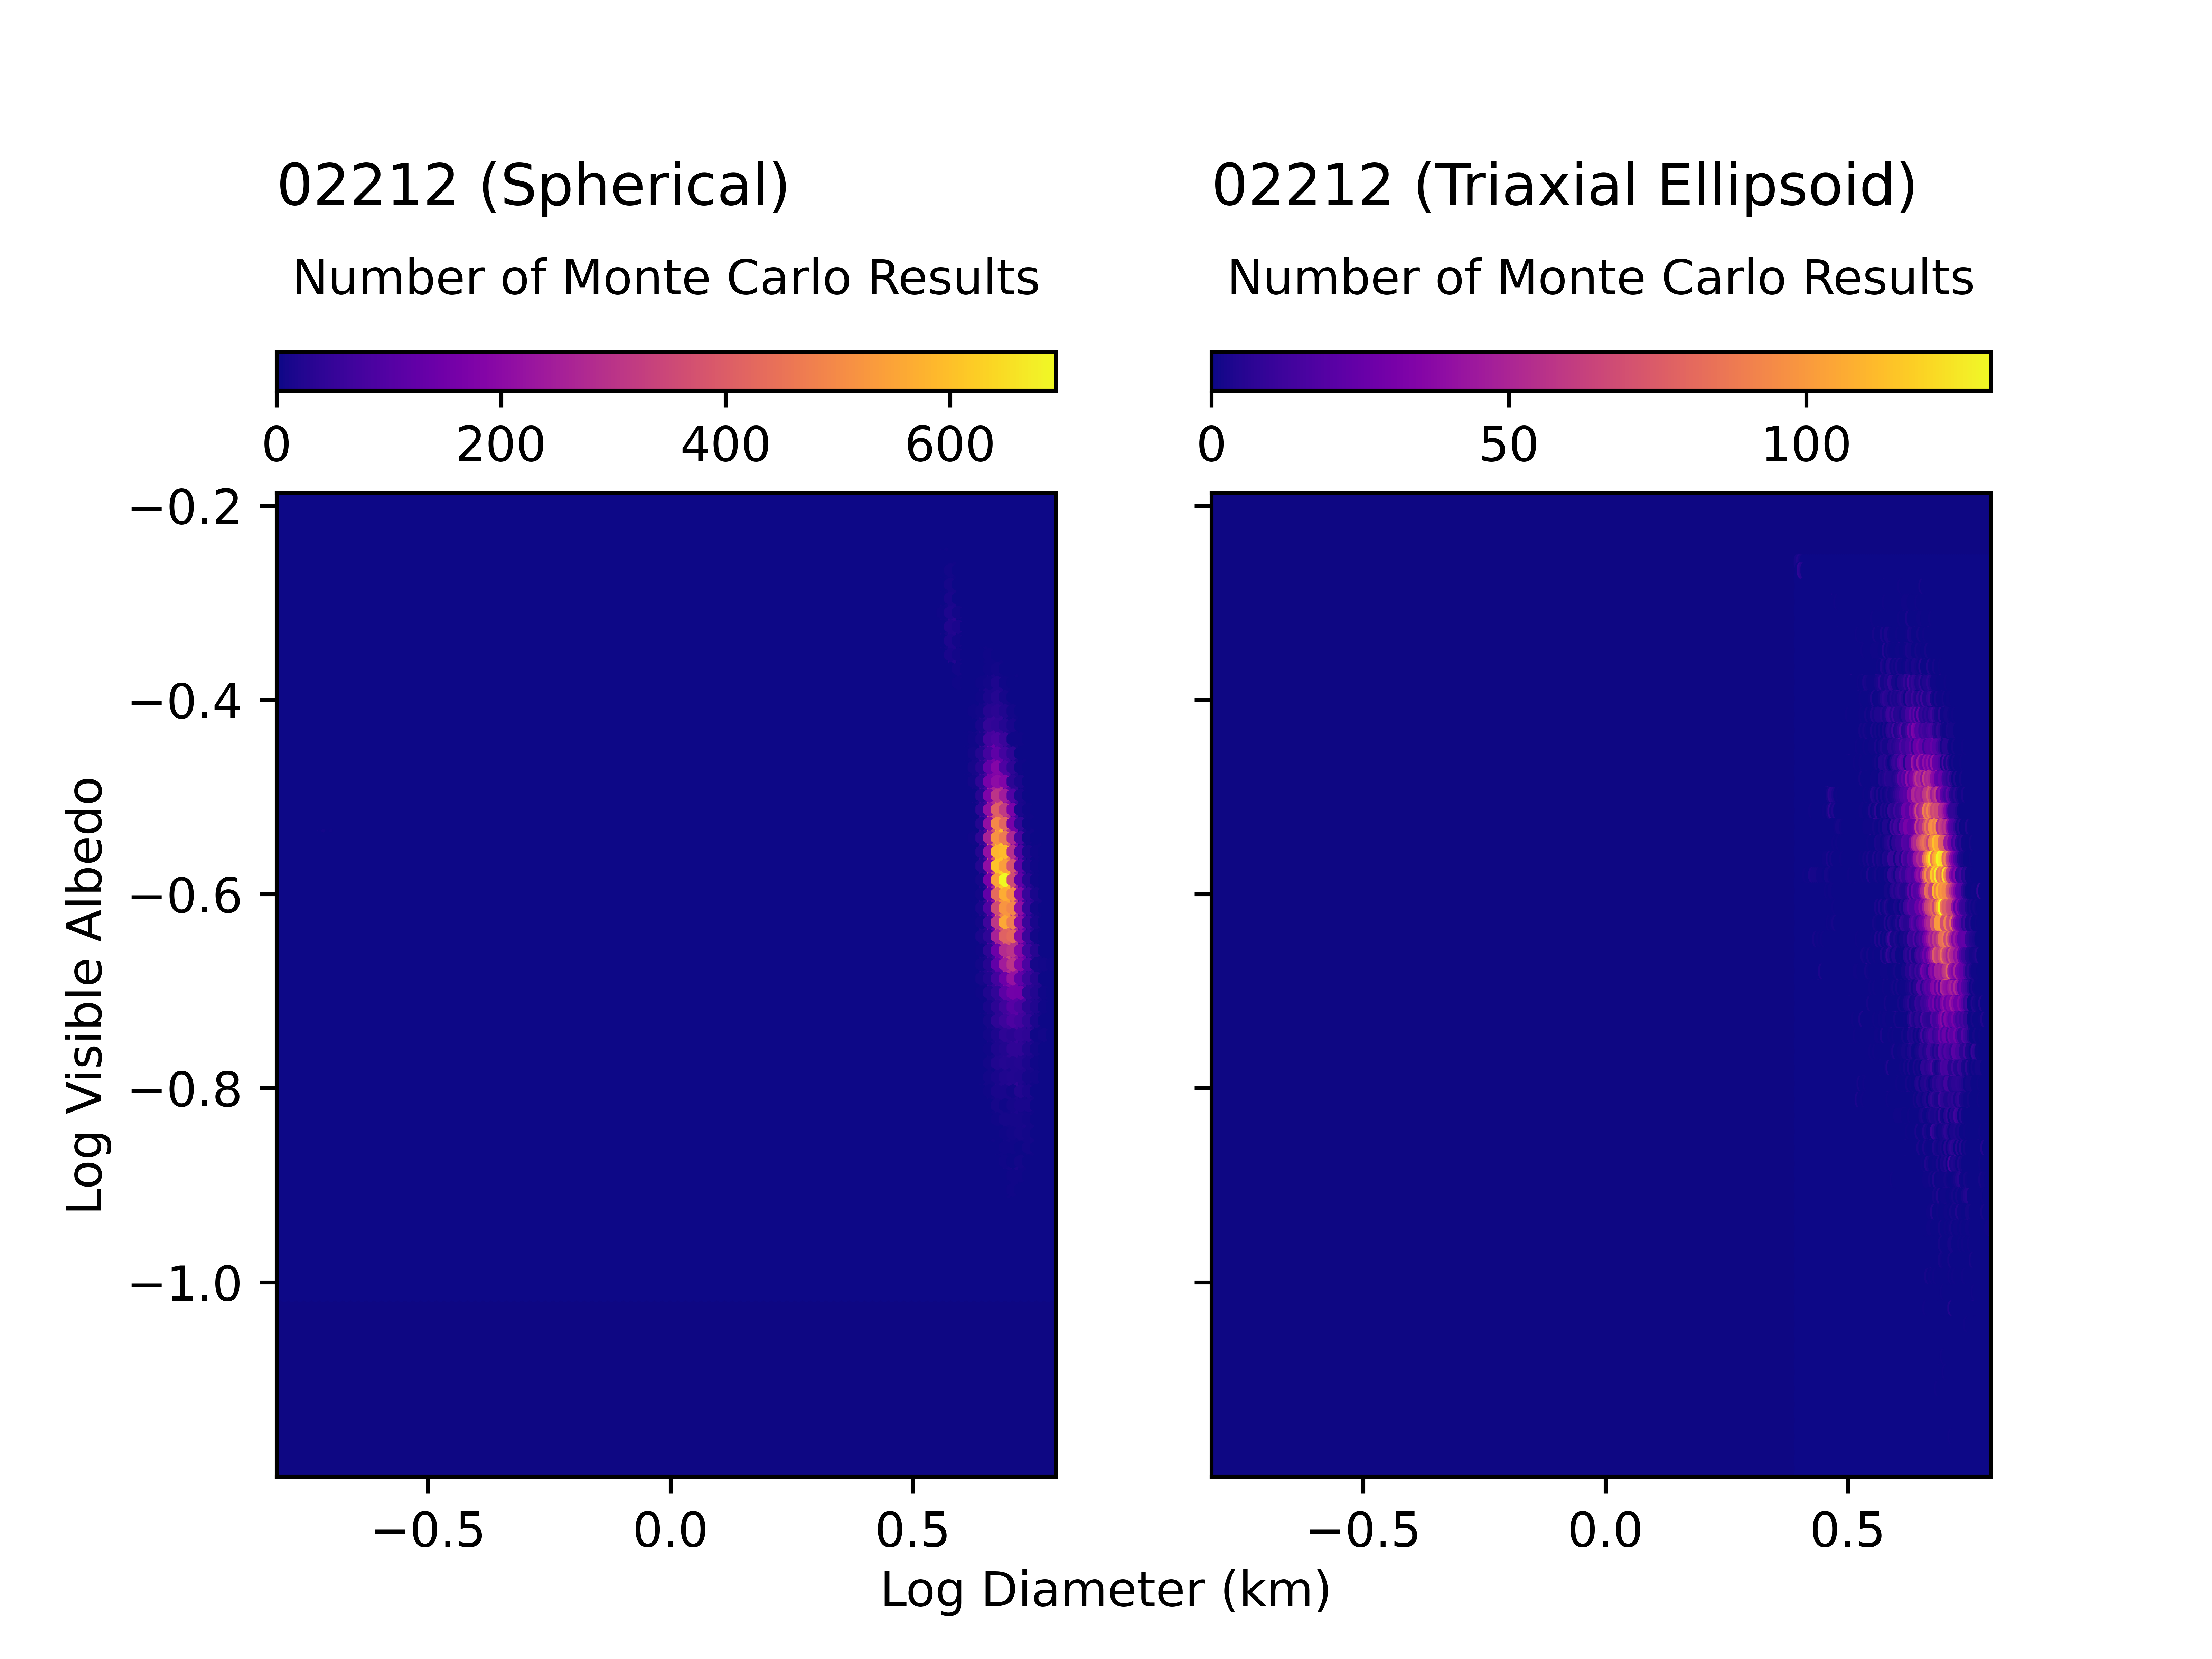 02212 (Spherical)
Number of Monte Carlo Results
0 200 400 600
02212 (Triaxial Ellipsoid)
Number of Monte Carlo Results
0 50 100
Log Visible Albedo
−0.2
−0.4
−0.6
−0.8
−1.0
−0.5 0.0 0.5
−0.5 0.0 0.5
Log Diameter (km)